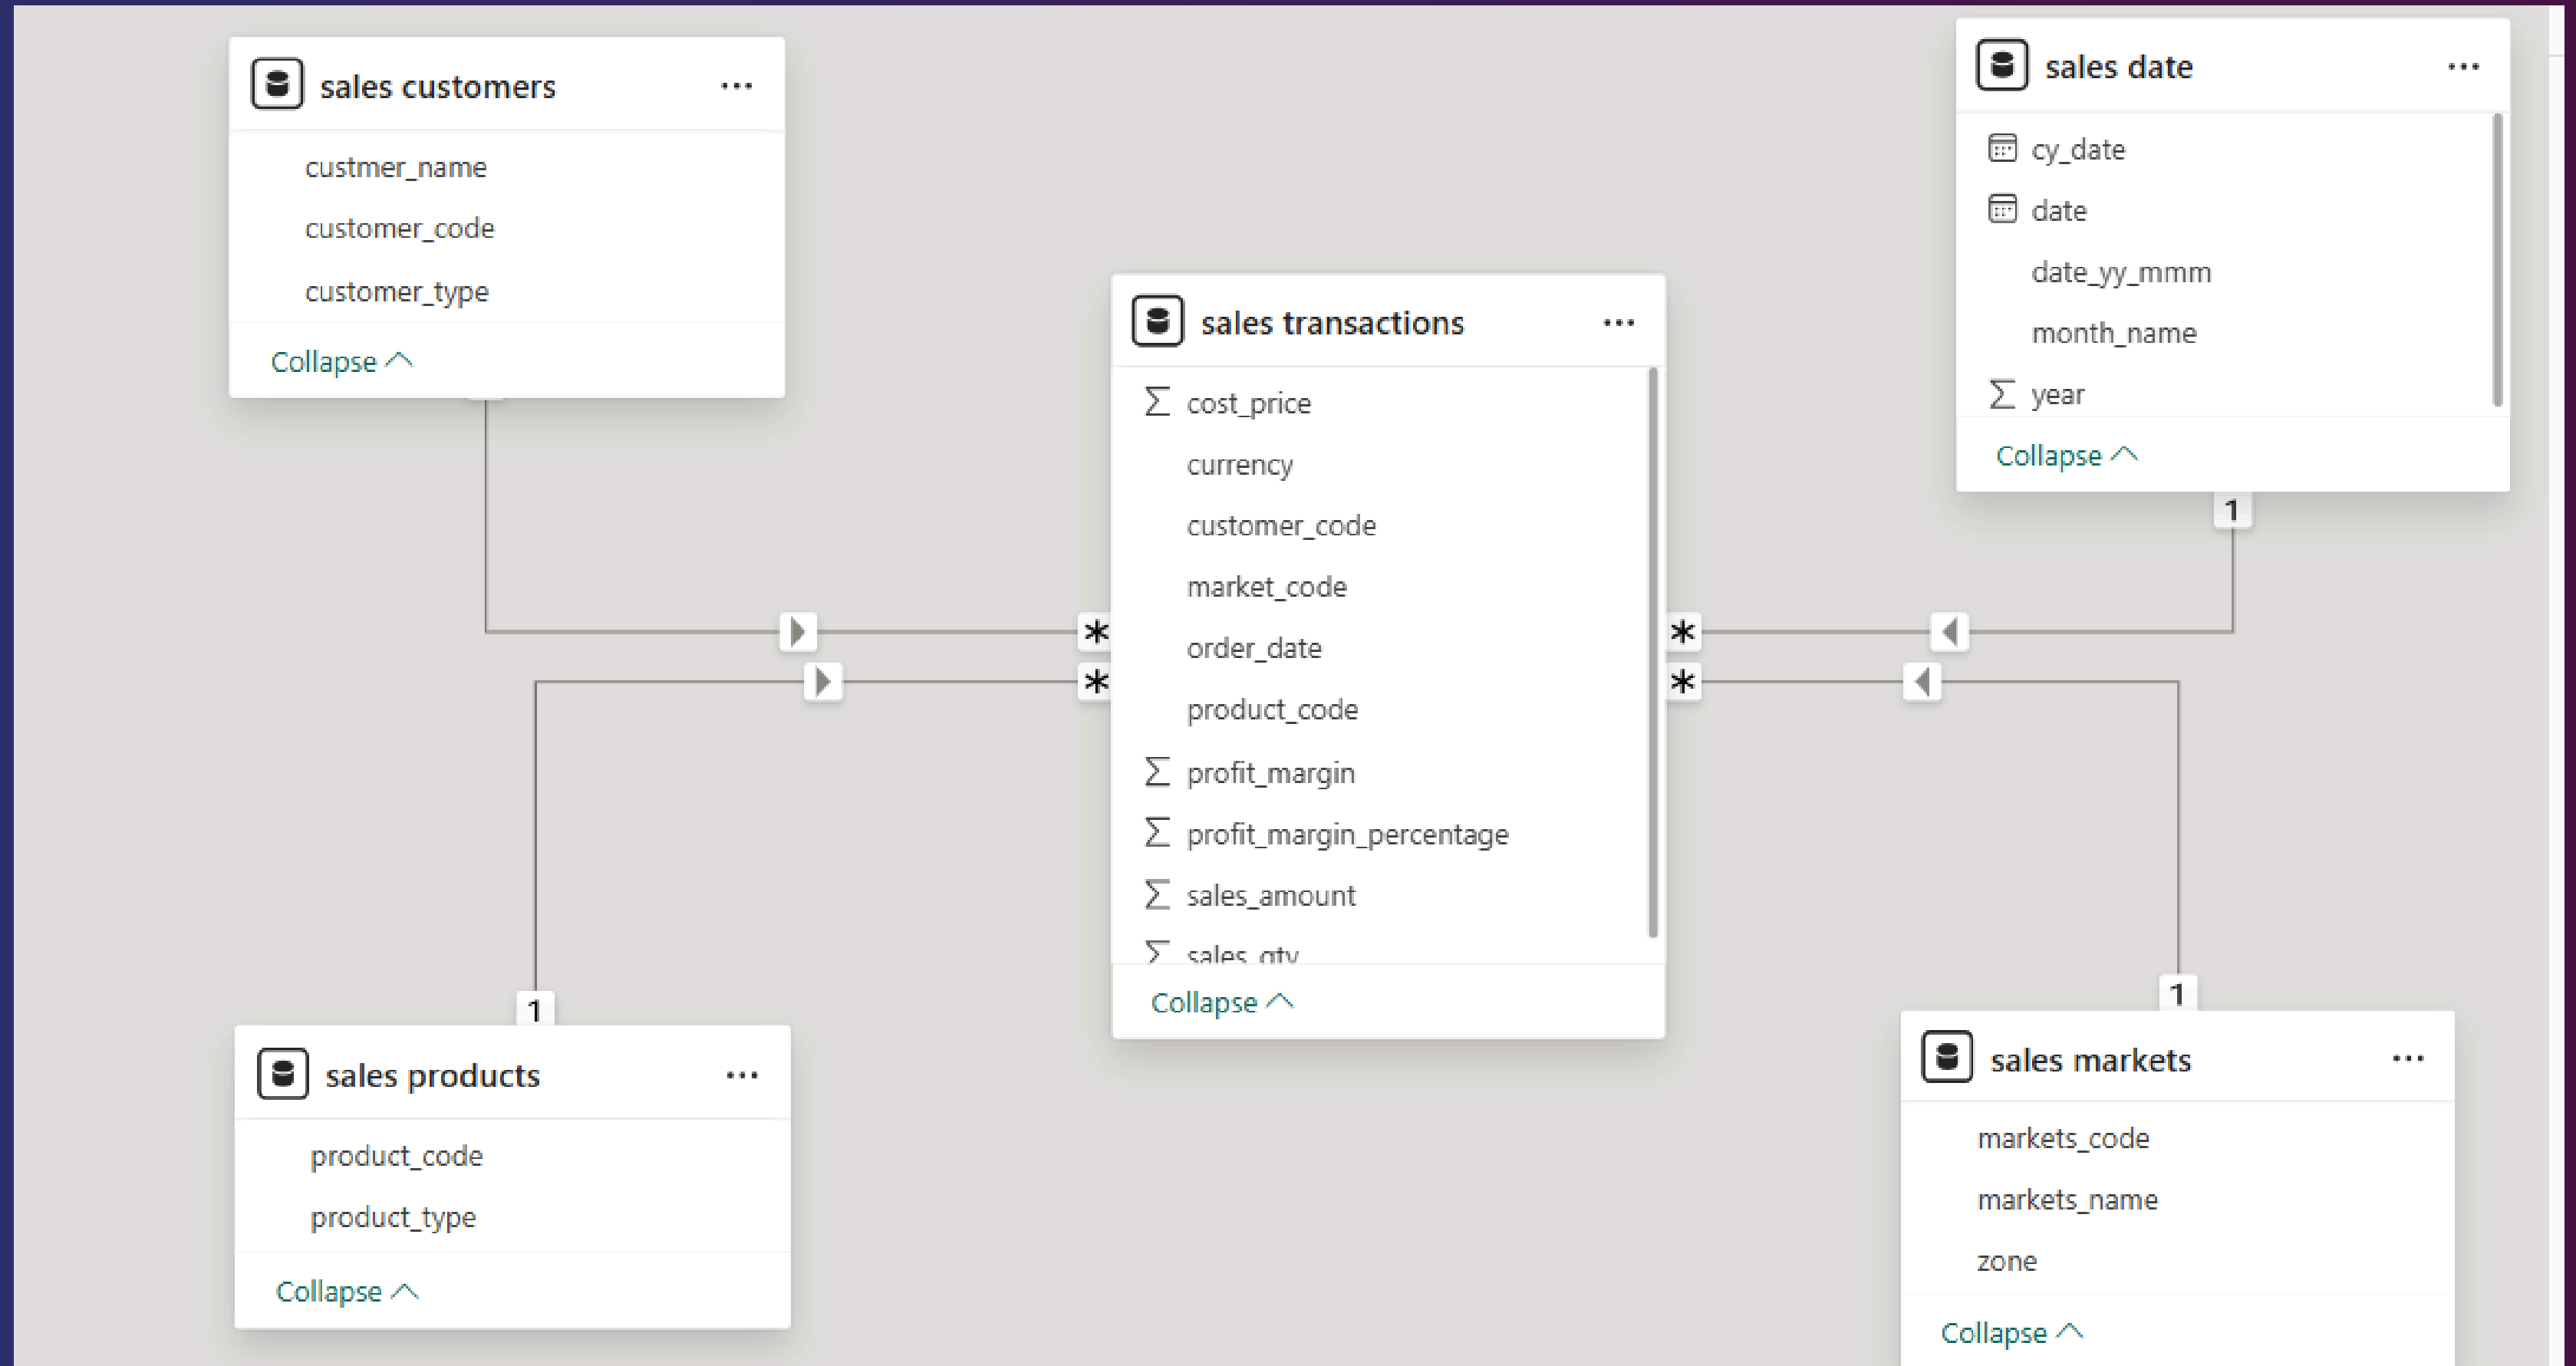 sales customers
custmer_name
customer_code
customer_type
Collapse
sales date
cy_date
date
date_yy_mmm
month_name
Σ year
Collapse
1
sales transactions
Σ cost_price
currency
customer_code
market_code
order_date
product_code
Σ profit_margin
Σ profit_margin_percentage
Σ sales_amount
Σ sales_qty
Collapse
*
*
*
*
1
sales products
product_code
product_type
Collapse
1
sales markets
markets_code
markets_name
zone
Collapse